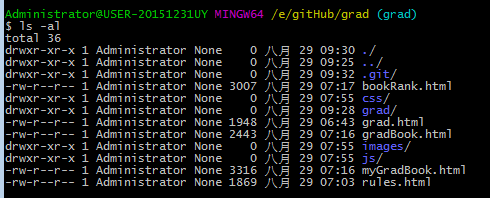 Administrator@USER-20151231UY MINGW64 /e/gitHub/grad (grad)
$ ls -al
total 36
drwxr-xr-x 1 Administrator None    0 八月 29 09:30 ./
drwxr-xr-x 1 Administrator None    0 八月 29 09:25 ../
drwxr-xr-x 1 Administrator None    0 八月 29 09:32 .git/
-rw-r--r-- 1 Administrator None 3007 八月 29 07:17 bookRank.html
drwxr-xr-x 1 Administrator None    0 八月 29 07:55 css/
drwxr-xr-x 1 Administrator None    0 八月 29 09:28 grad/
-rw-r--r-- 1 Administrator None 1948 八月 29 06:43 grad.html
-rw-r--r-- 1 Administrator None 2443 八月 29 07:16 gradBook.html
drwxr-xr-x 1 Administrator None    0 八月 29 07:55 images/
drwxr-xr-x 1 Administrator None    0 八月 29 07:55 js/
-rw-r--r-- 1 Administrator None 3316 八月 29 07:16 myGradBook.html
-rw-r--r-- 1 Administrator None 1869 八月 29 07:03 rules.html